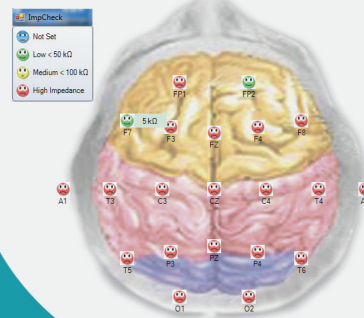 ImpCheck
Not Set
Low < 50 kΩ
Medium < 100 kΩ
High Impedance
FP1
FP2
F7
5 kΩ
F3
FZ
F4
F8
A1
T3
C3
CZ
C4
T4
A
T5
P3
PZ
P4
T6
O1
O2